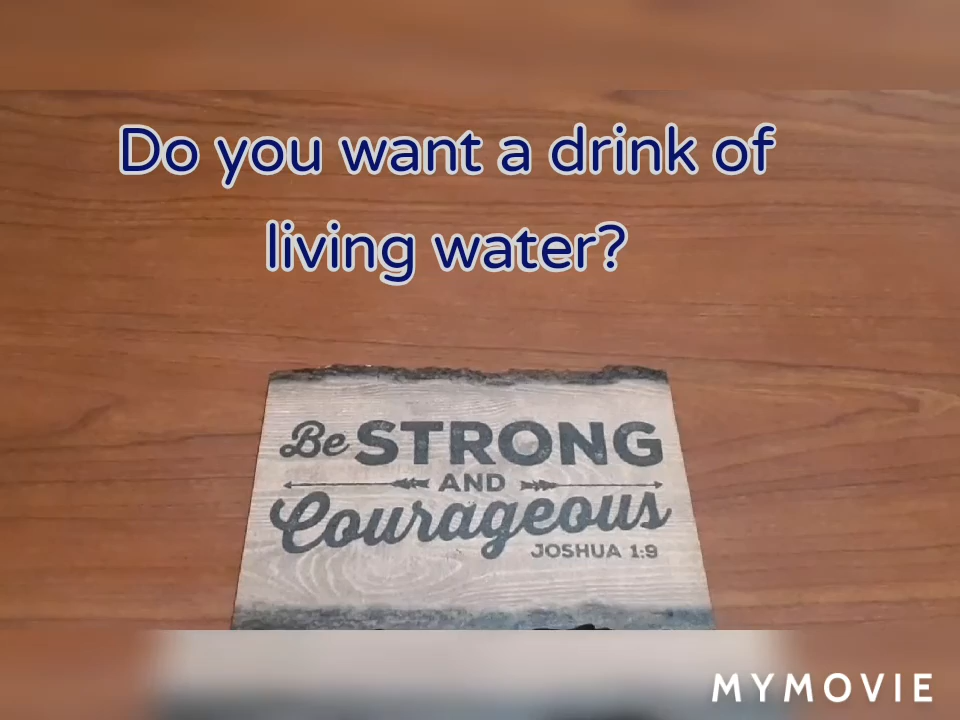 Do you want a drink of
living water?
Be STRONG
AND
Courageous
JOSHUA 1:9
MYMOVIE